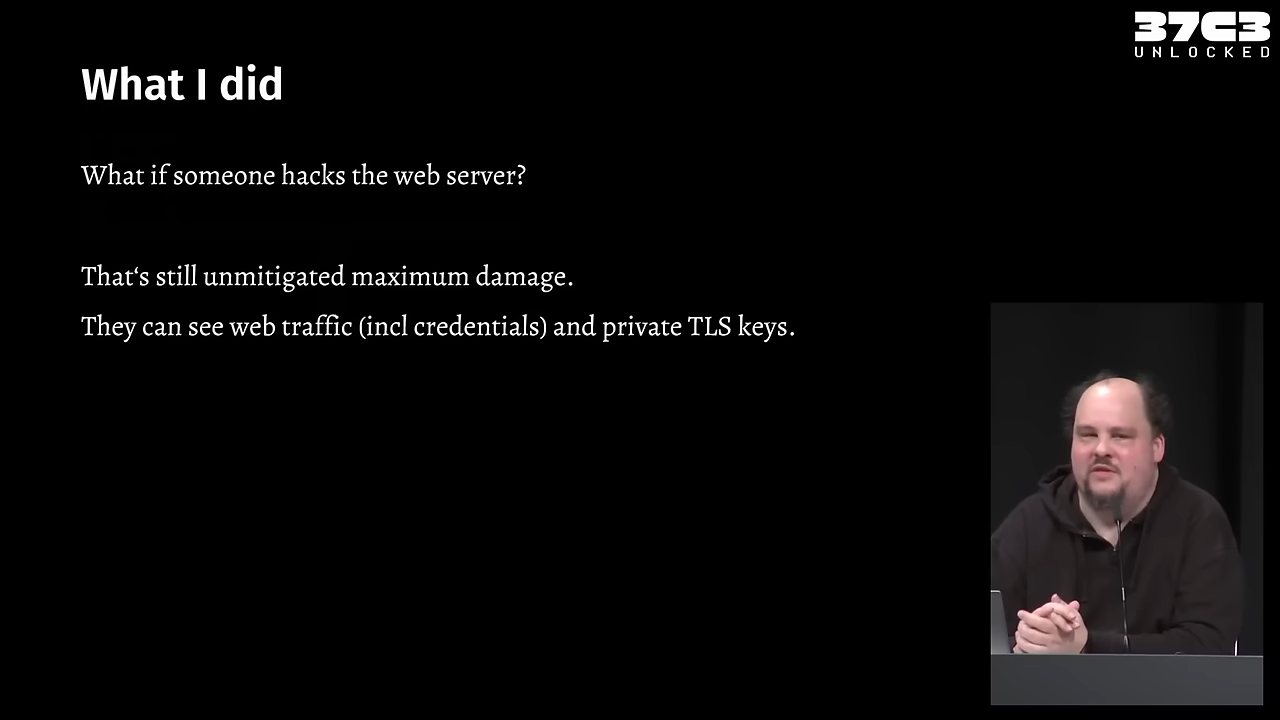 37C3
UNLOCKED
What I did
What if someone hacks the web server?
That‘s still unmitigated maximum damage.
They can see web traffic (incl credentials) and private TLS keys.